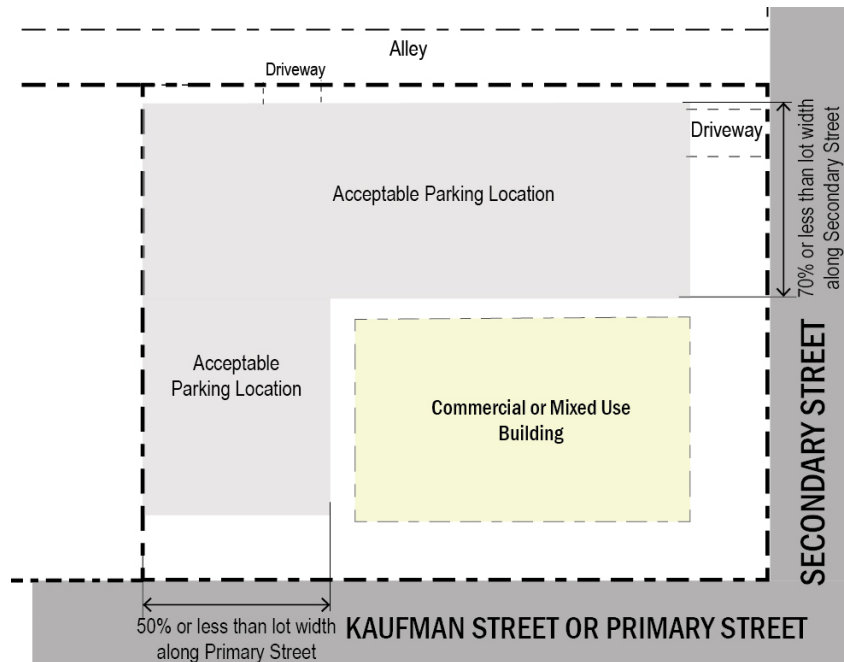 Alley
Driveway
Driveway
Acceptable Parking Location
70% or less than lot width
along Secondary Street
Acceptable
Parking Location
Commercial or Mixed Use
Building
SECONDARY STREET
50% or less than lot width
along Primary Street
KAUFMAN STREET OR PRIMARY STREET